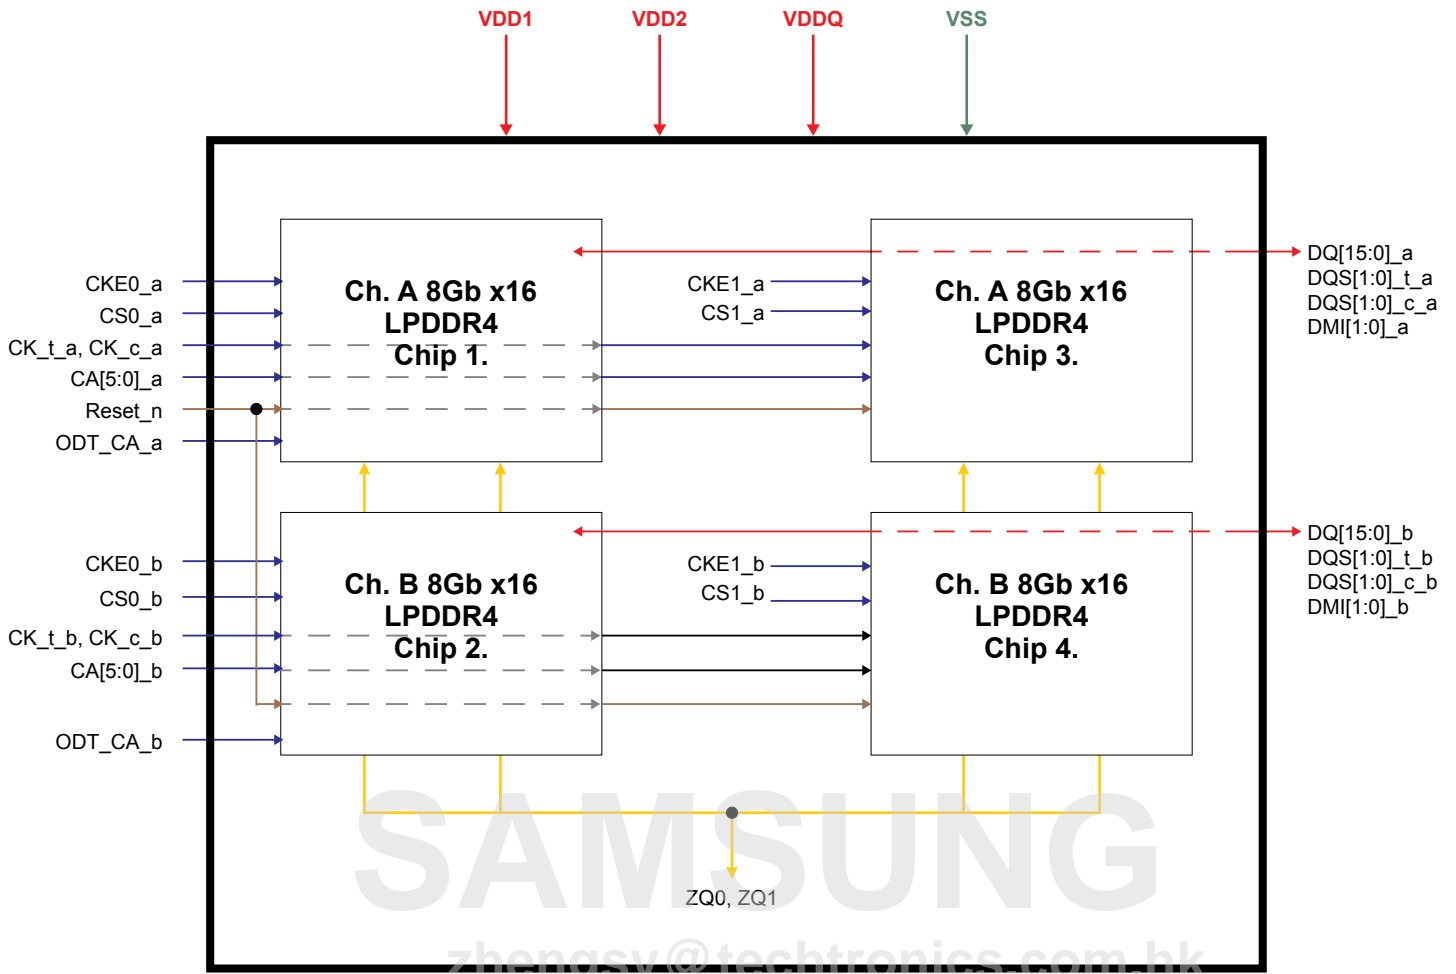 VDD1
VDD2
VDDQ
VSS
CKE0_a
CS0_a
CK_t_a, CK_c_a
CA[5:0]_a
Reset_n
ODT_CA_a
Ch. A 8Gb x16
LPDDR4
Chip 1.
CKE1_a
CS1_a
Ch. A 8Gb x16
LPDDR4
Chip 3.
DQ[15:0]_a
DQS[1:0]_t_a
DQS[1:0]_c_a
DMI[1:0]_a
CKE0_b
CS0_b
CK_t_b, CK_c_b
CA[5:0]_b
ODT_CA_b
Ch. B 8Gb x16
LPDDR4
Chip 2.
CKE1_b
CS1_b
Ch. B 8Gb x16
LPDDR4
Chip 4.
DQ[15:0]_b
DQS[1:0]_t_b
DQS[1:0]_c_b
DMI[1:0]_b
SAMSUNG
ZQ0, ZQ1
zhengsy@techtronics.com.hk